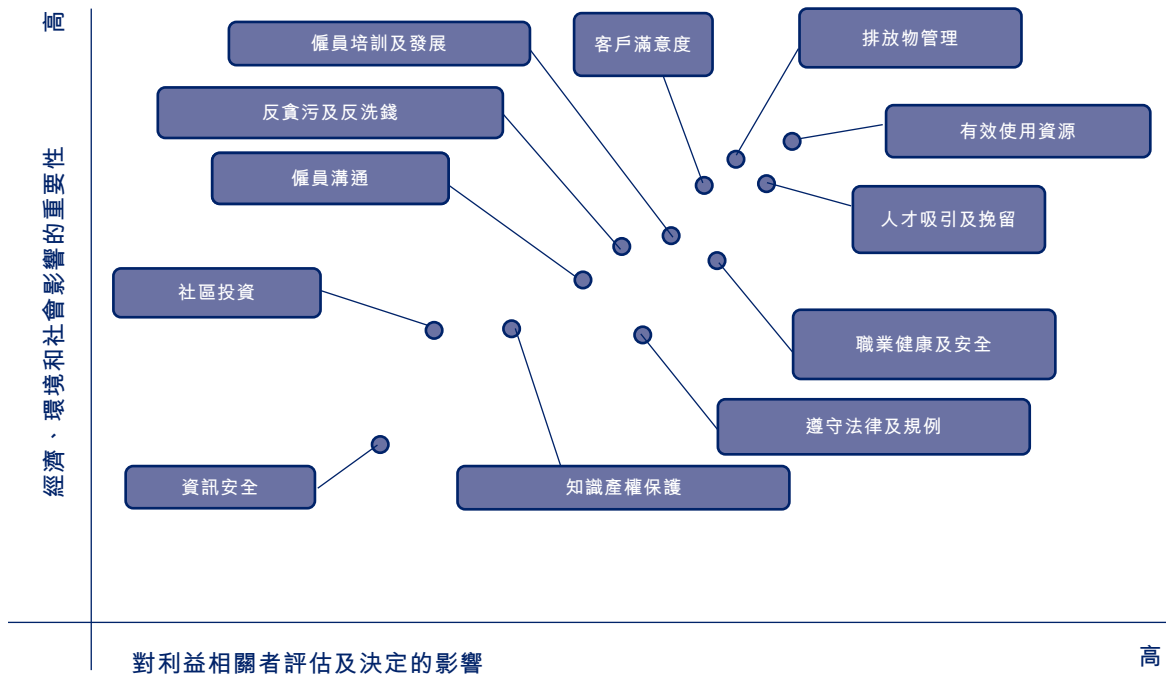 高
僱員培訓及發展
客戶滿意度
排放物管理
反貪污及反洗錢
有效使用資源
僱員溝通
人才吸引及挽留
經濟、環境和社會影響的重要性
社區投資
職業健康及安全
遵守法律及規例
資訊安全
知識產權保護
對利益相關者評估及決定的影響
高